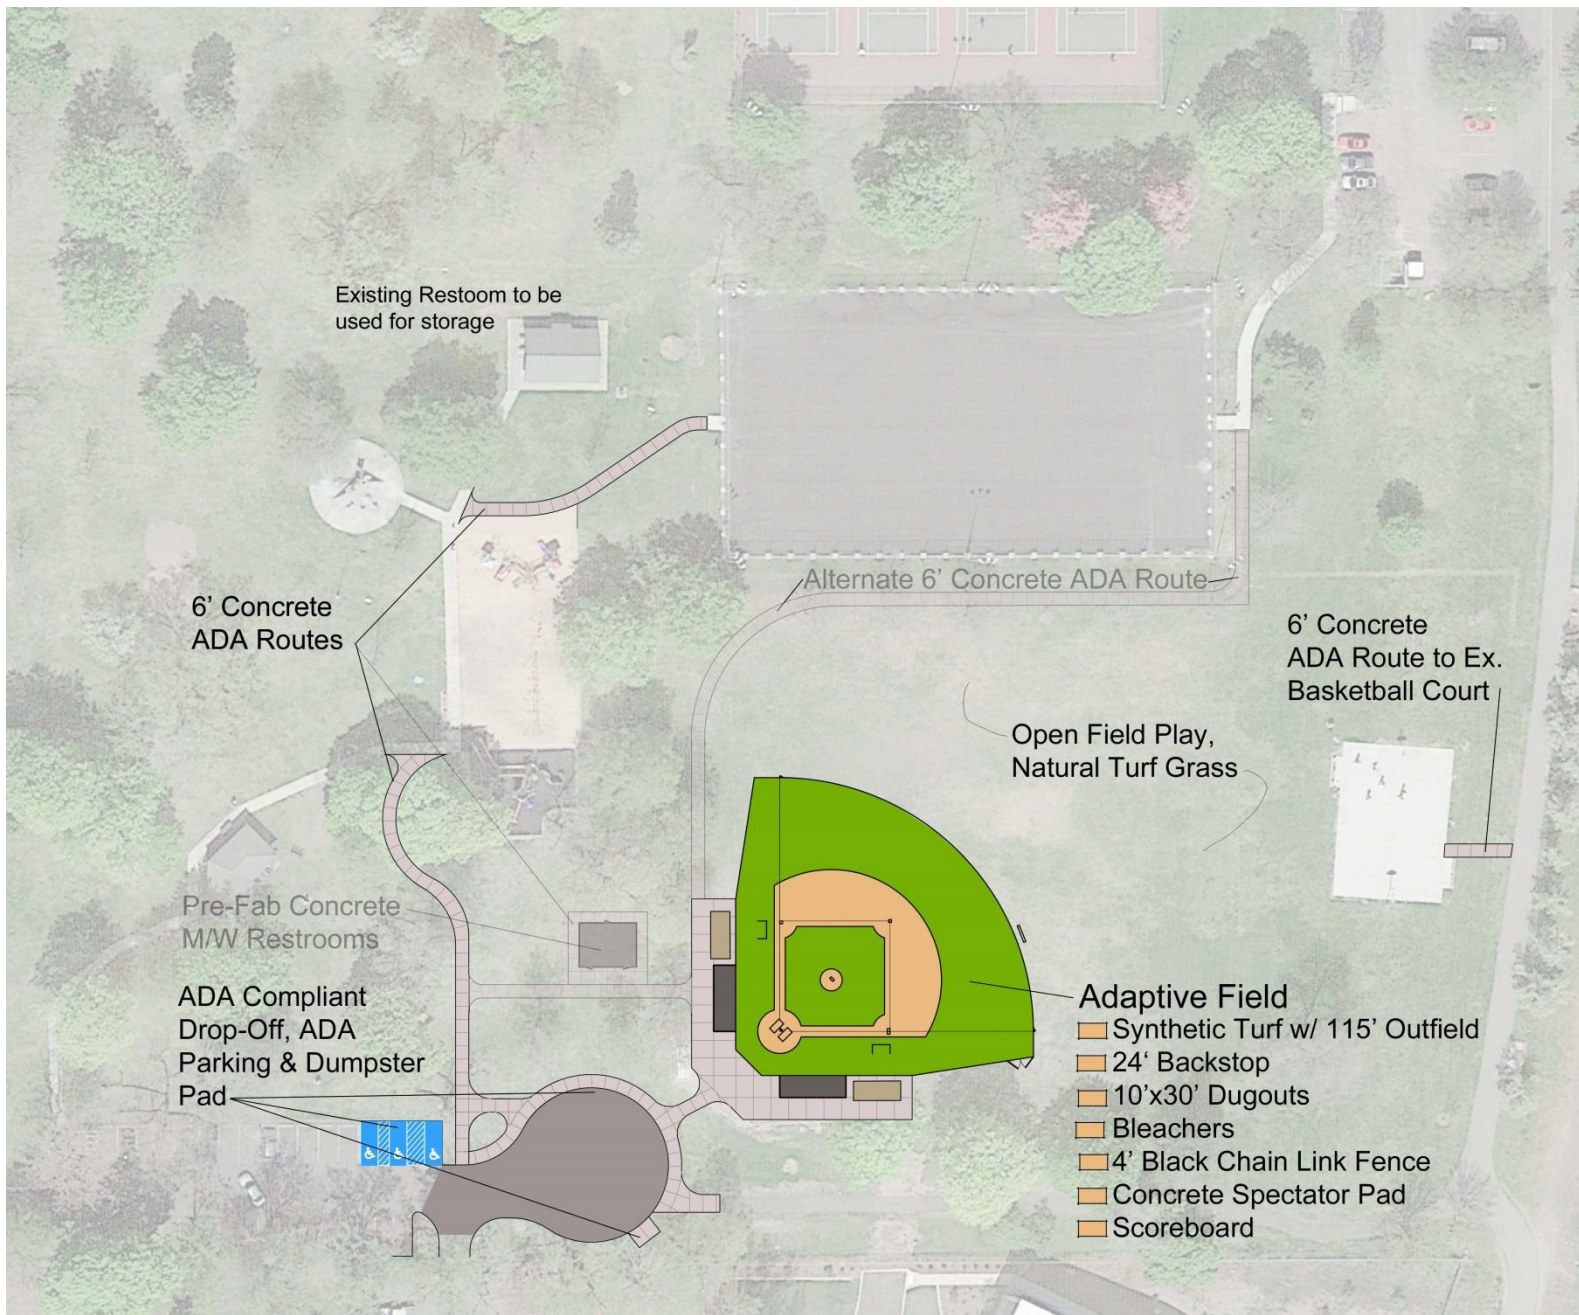 Existing Restoom to be
used for storage
Alternate 6' Concrete ADA Route
6' Concrete
ADA Routes
6' Concrete
ADA Route to Ex.
Basketball Court
Open Field Play,
Natural Turf Grass
Pre-Fab Concrete
M/W Restrooms
ADA Compliant
Drop-Off, ADA
Parking & Dumpster
Pad
Adaptive Field
Synthetic Turf w/ 115' Outfield
24‘ Backstop
10'x30' Dugouts
Bleachers
4' Black Chain Link Fence
Concrete Spectator Pad
Scoreboard